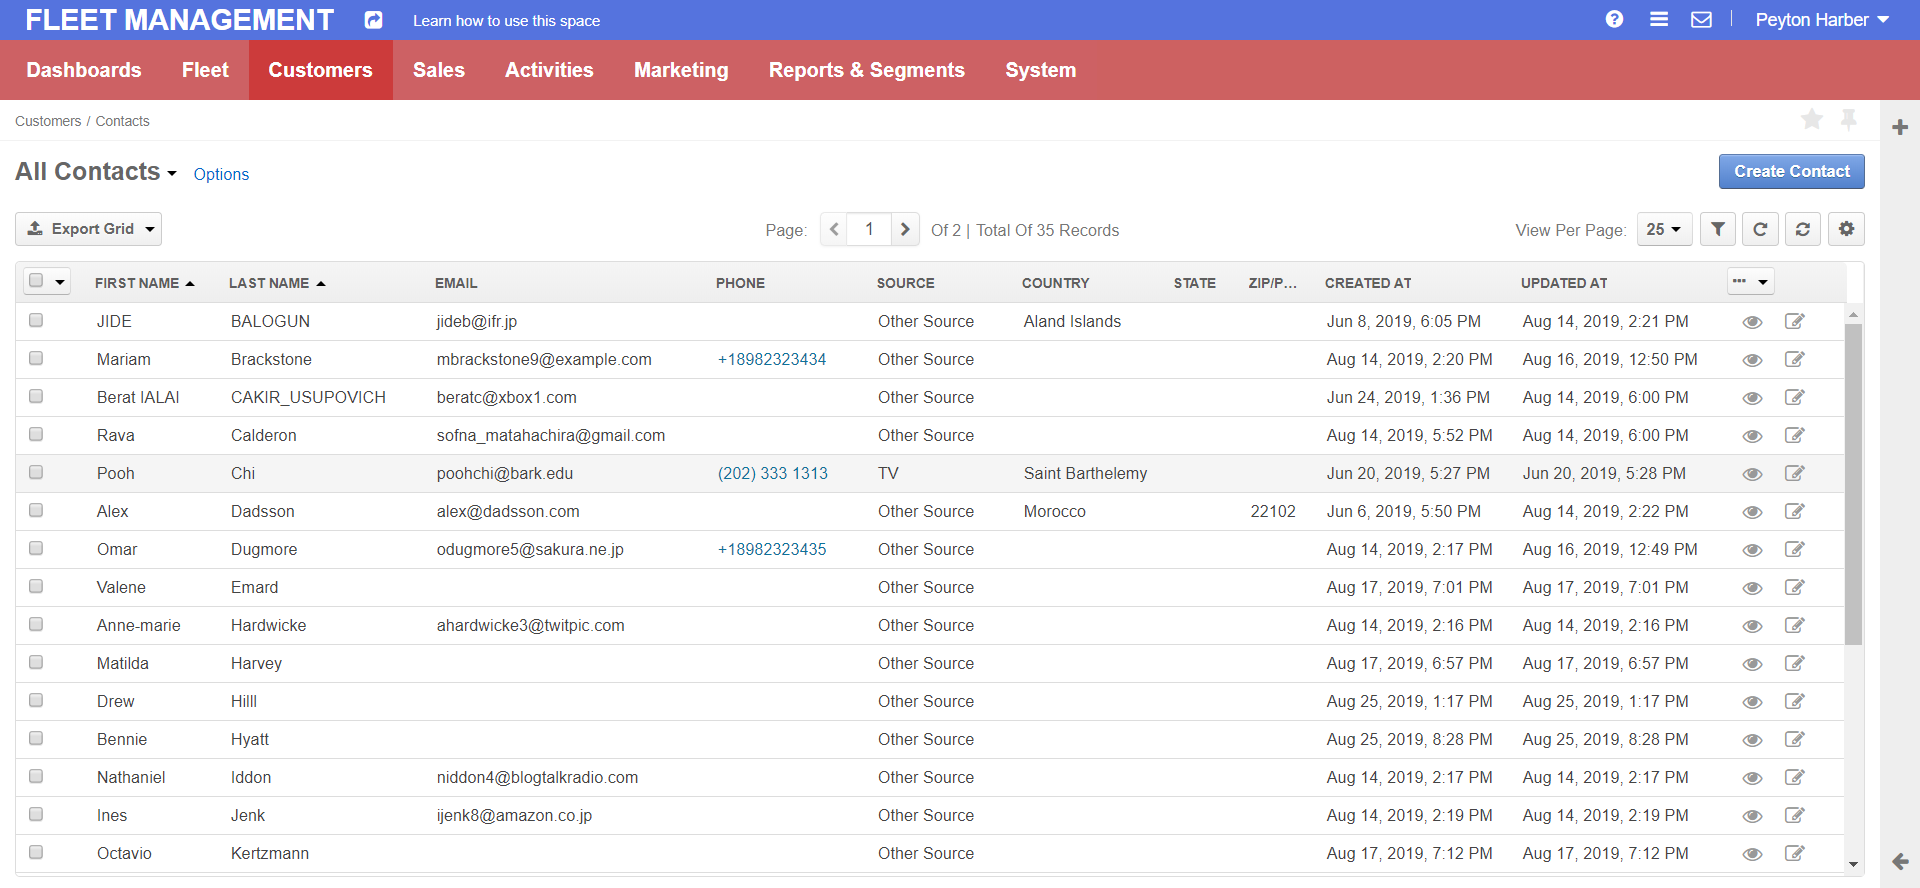 FLEET MANAGEMENT Learn how to use this space Peyton Harber
Dashboards Fleet Customers Sales Activities Marketing Reports & Segments System
Customers / Contacts
All Contacts Options Create Contact
Export Grid Page: 1 Of 2 | Total Of 35 Records View Per Page: 25
FIRST NAME LAST NAME EMAIL PHONE SOURCE COUNTRY STATE ZIP/P... CREATED AT UPDATED AT
JIDE BALOGUN jideb@ifr.jp Other Source Aland Islands Jun 8, 2019, 6:05 PM Aug 14, 2019, 2:21 PM
Mariam Brackstone mbrackstone9@example.com +18982323434 Other Source Aug 14, 2019, 2:20 PM Aug 16, 2019, 12:50 PM
Berat IALAI CAKIR_USUPOVICH beratc@xbox1.com Other Source Jun 24, 2019, 1:36 PM Aug 14, 2019, 6:00 PM
Rava Calderon sofna_matahachira@gmail.com Other Source Aug 14, 2019, 5:52 PM Aug 14, 2019, 6:00 PM
Pooh Chi poohchi@bark.edu (202) 333 1313 TV Saint Barthelemy Jun 20, 2019, 5:27 PM Jun 20, 2019, 5:28 PM
Alex Dadsson alex@dadsson.com Other Source Morocco 22102 Jun 6, 2019, 5:50 PM Aug 14, 2019, 2:22 PM
Omar Dugmore odugmore5@sakura.ne.jp +18982323435 Other Source Aug 14, 2019, 2:17 PM Aug 16, 2019, 12:49 PM
Valene Emard Other Source Aug 17, 2019, 7:01 PM Aug 17, 2019, 7:01 PM
Anne-marie Hardwicke ahardwicke3@twitpic.com Other Source Aug 14, 2019, 2:16 PM Aug 14, 2019, 2:16 PM
Matilda Harvey Other Source Aug 17, 2019, 6:57 PM Aug 17, 2019, 6:57 PM
Drew Hilll Other Source Aug 25, 2019, 1:17 PM Aug 25, 2019, 1:17 PM
Bennie Hyatt Other Source Aug 25, 2019, 8:28 PM Aug 25, 2019, 8:28 PM
Nathaniel Iddon niddon4@blogtalkradio.com Other Source Aug 14, 2019, 2:17 PM Aug 14, 2019, 2:17 PM
Ines Jenk ijenk8@amazon.co.jp Other Source Aug 14, 2019, 2:19 PM Aug 14, 2019, 2:19 PM
Octavio Kertzmann Other Source Aug 17, 2019, 7:12 PM Aug 17, 2019, 7:12 PM